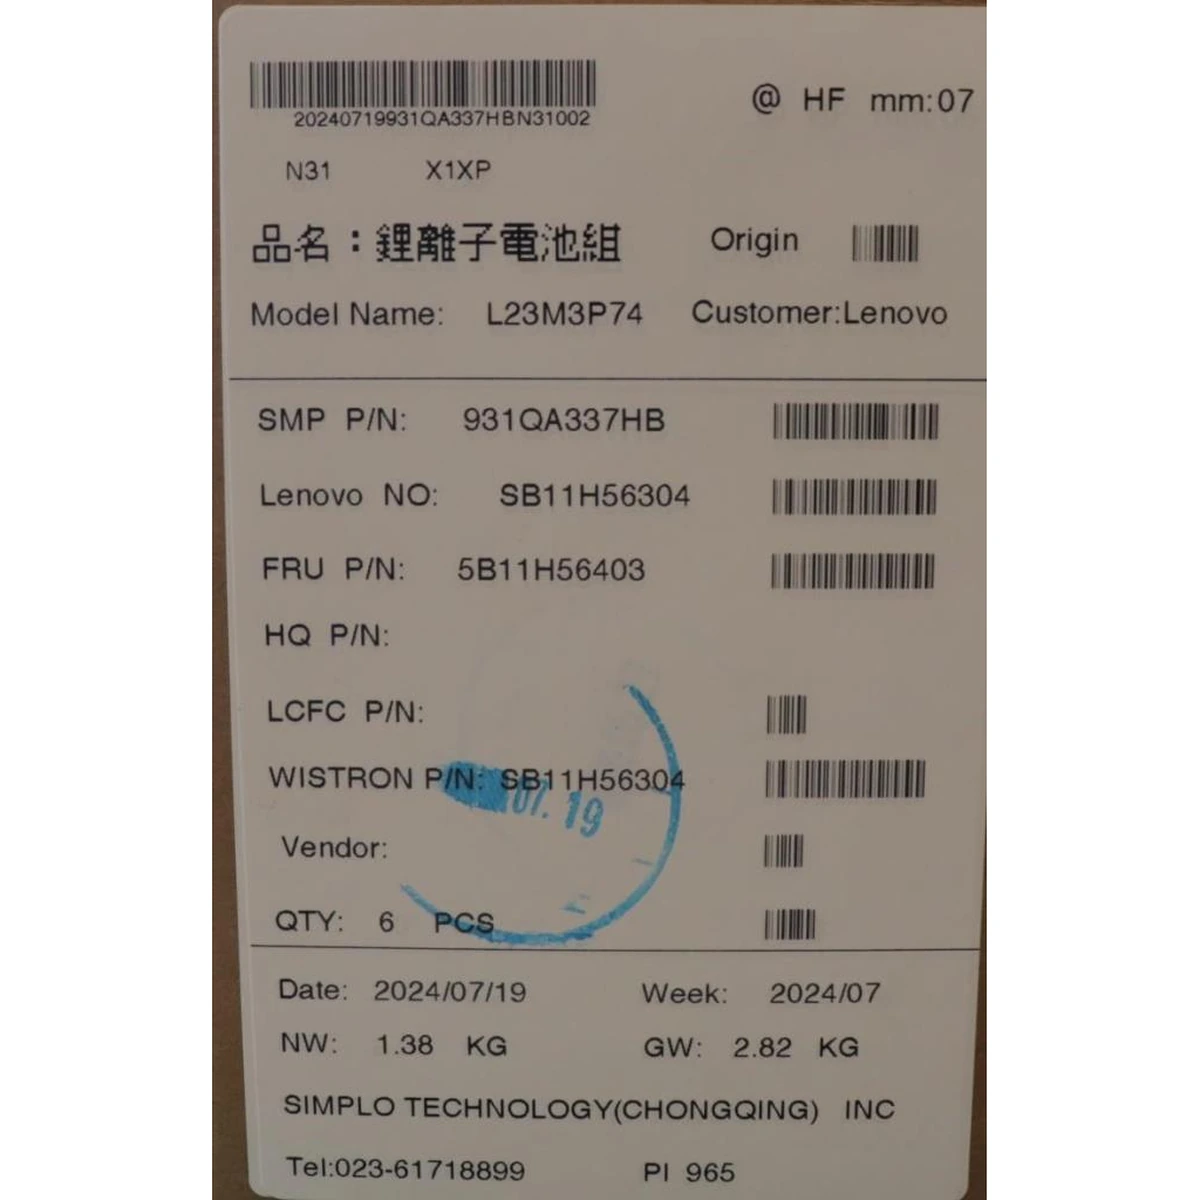 @ HF mm:07
20240719931QA337HBN31002
N31 X1XP
品名：鋰離子電池組 Origin
Model Name: L23M3P74 Customer:Lenovo
SMP P/N: 931QA337HB
Lenovo NO: SB11H56304
FRU P/N: 5B11H56403
HQ P/N:
LCFC P/N:
WISTRON P/N: SB11H56304
07. 19
Vendor:
QTY: 6 PCS
Date: 2024/07/19 Week: 2024/07
NW: 1.38 KG GW: 2.82 KG
SIMPLO TECHNOLOGY(CHONGQING) INC
Tel:023-61718899 PI 965